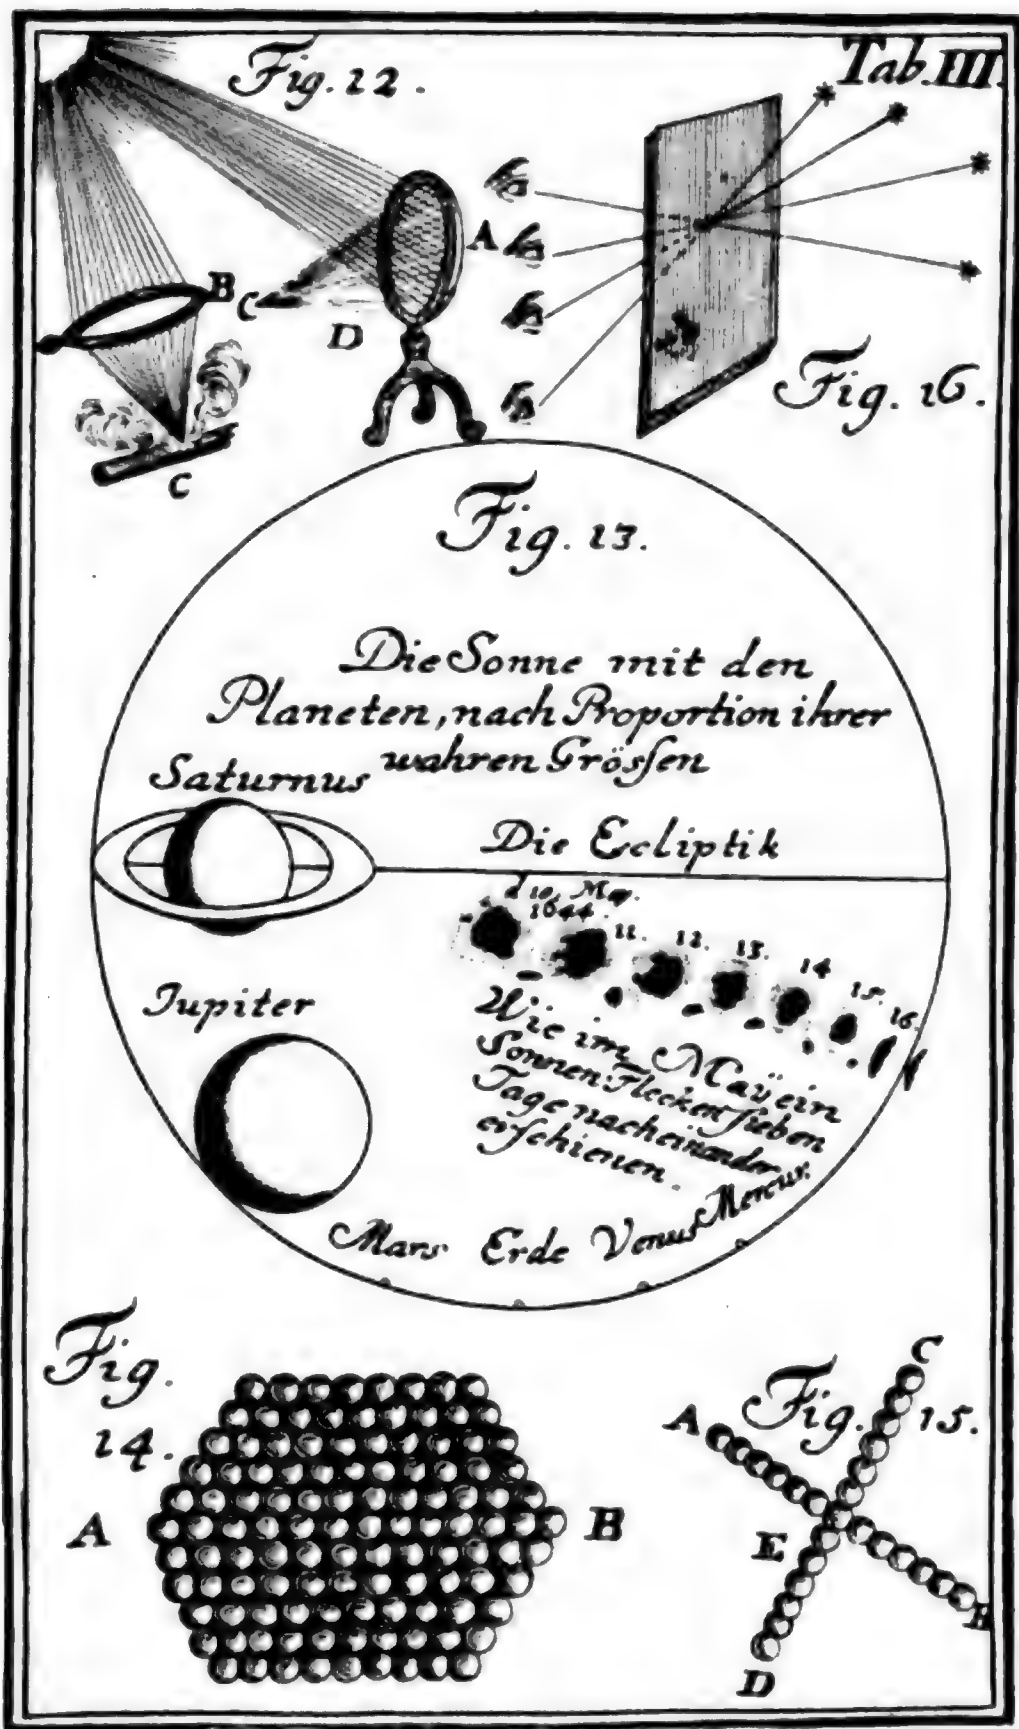 Fig. 12.
Tab. III.
A
B
C
D
C
Fig. 16.
Fig. 13.
Die Sonne mit den
Planeten, nach Proportion ihrer
wahren Grössen
Saturnus
Die Ecliptik
d 10. May.
1644.
11.
12.
13.
14
15.
16.
Jupiter
Wie im Maÿ ein
Sonnen-Flecken sieben
Tage nacheinander
erschienen.
Mars Erde Venus Mercur:
Fig.
14.
A
B
Fig. 15.
C
A
E
B
D